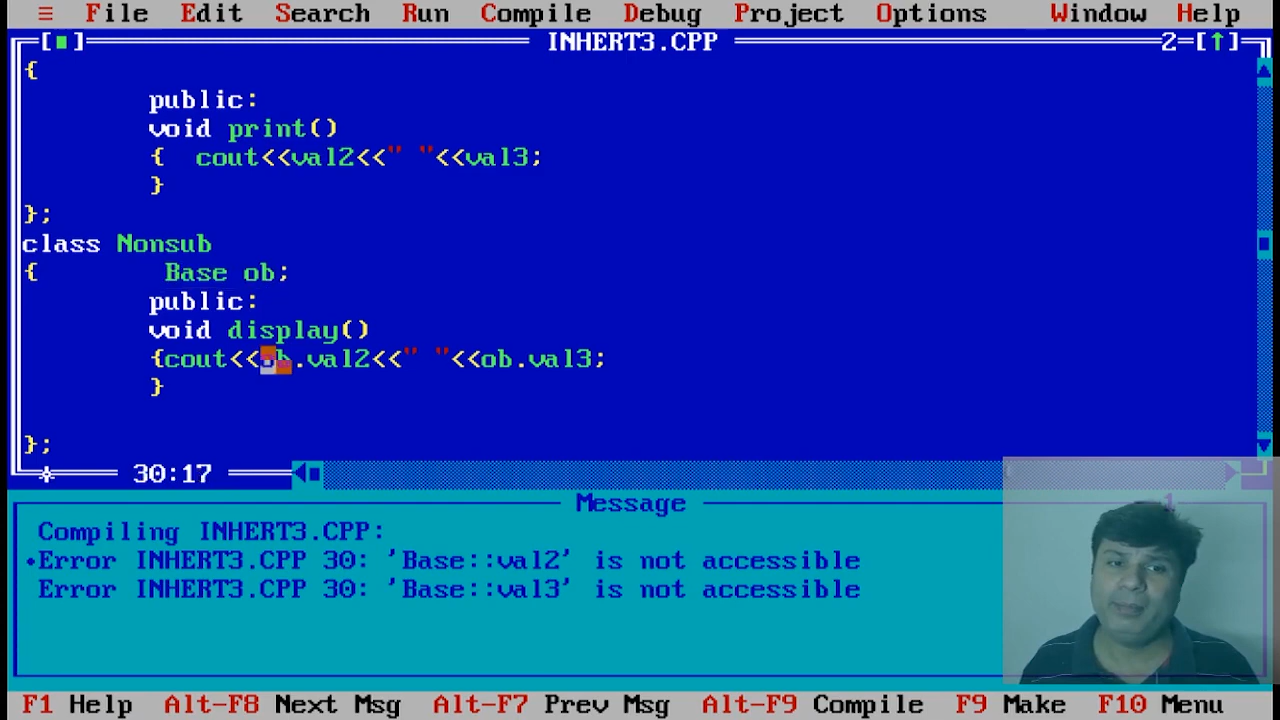 ≡ File Edit Search Run Compile Debug Project Options Window Help
[■] INHERT3.CPP 2=[↑]
{
public:
void print()
{ cout<<val2<<" "<<val3;
}
};
class Nonsub
{ Base ob;
public:
void display()
{cout<<ob.val2<<" "<<ob.val3;
}
};
30:17
Message 1
Compiling INHERT3.CPP:
•Error INHERT3.CPP 30: 'Base::val2' is not accessible
Error INHERT3.CPP 30: 'Base::val3' is not accessible
F1 Help Alt-F8 Next Msg Alt-F7 Prev Msg Alt-F9 Compile F9 Make F10 Menu